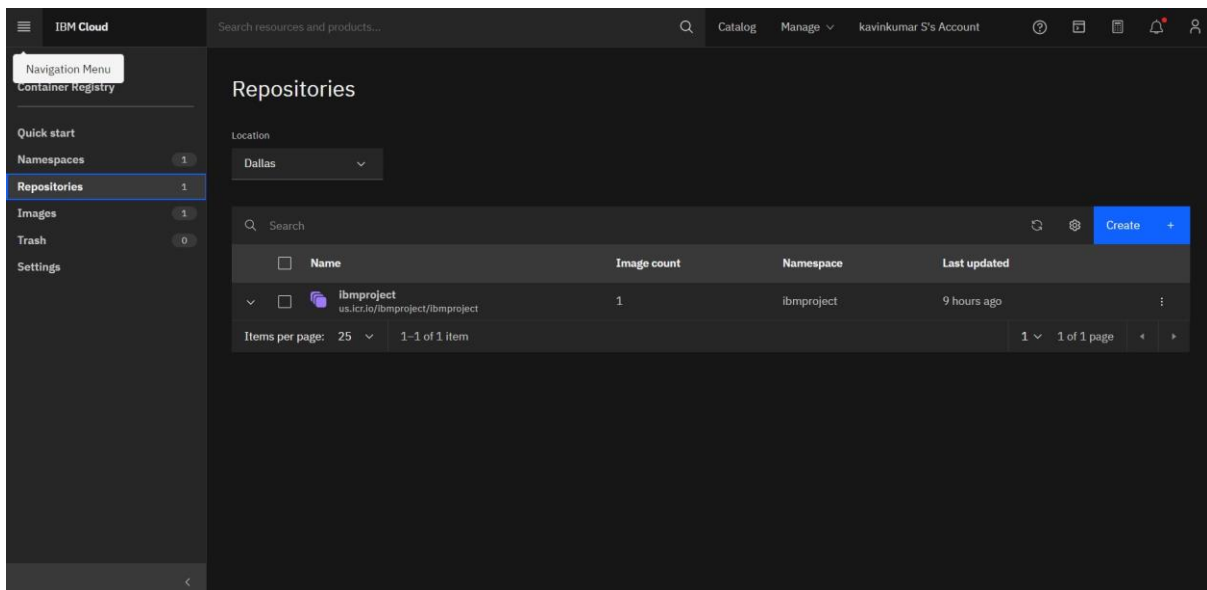 IBM Cloud
Search resources and products...
Catalog
Manage
kavinkumar S's Account
Navigation Menu
Container Registry
Quick start
Namespaces 1
Repositories 1
Images 1
Trash 0
Settings
Repositories
Location
Dallas
Search
Create +
Name Image count Namespace Last updated
ibmproject 1 ibmproject 9 hours ago
us.icr.io/ibmproject/ibmproject
Items per page: 25 1–1 of 1 item 1 1 of 1 page